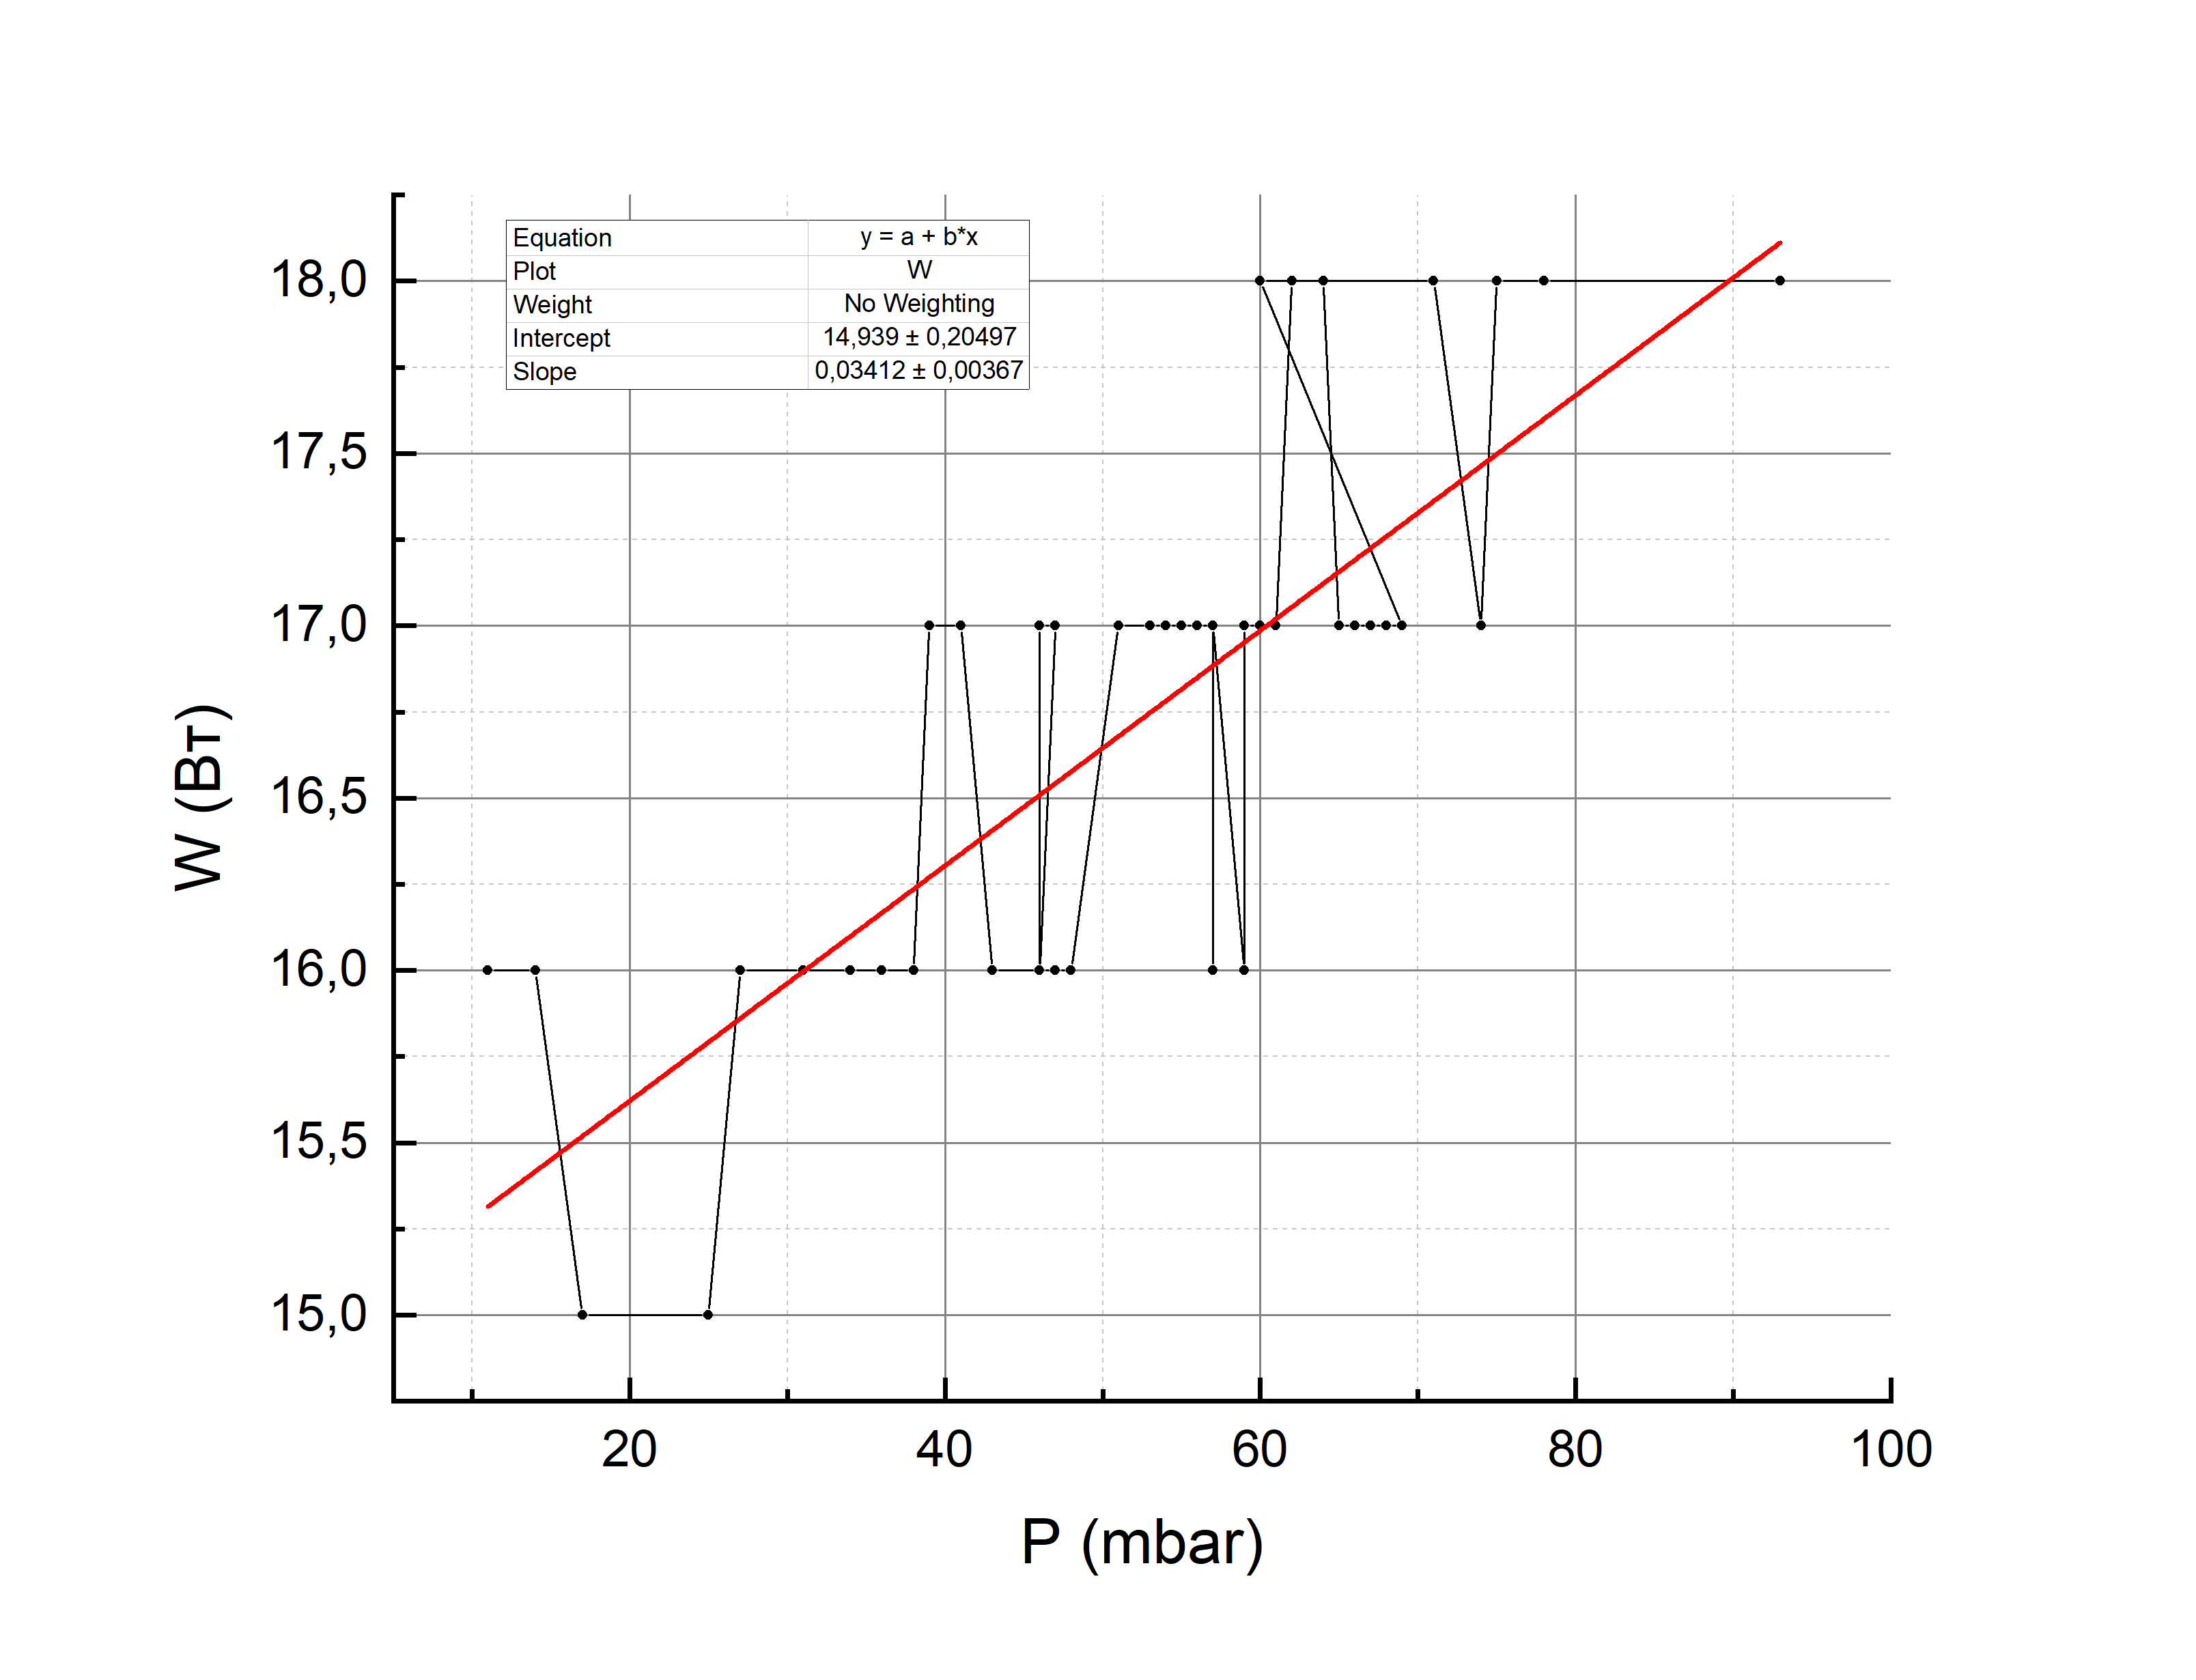 Equation y = a + b*x
Plot W
Weight No Weighting
Intercept 14,939 ± 0,20497
Slope 0,03412 ± 0,00367
18,0
17,5
17,0
16,5
16,0
15,5
15,0
W (Вт)
20 40 60 80 100
P (mbar)